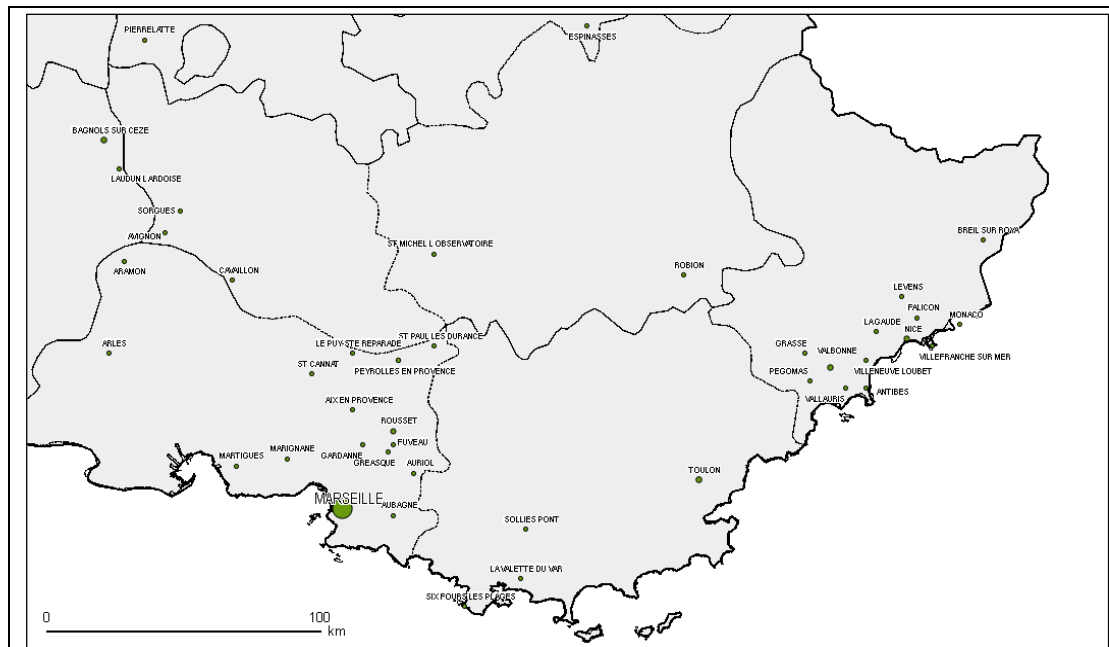 PIERRELATTE
ESPINASSES
BAGNOLS SUR CEZE
LAUDUN L ARDOISE
SORGUES
AVIGNON
ARAMON
CAVAILLON
ST MICHEL L OBSERVATOIRE
ROBION
BREIL SUR ROYA
LEVENS
FALICON
MONACO
LAGAUDE
NICE
VILLEFRANCHE SUR MER
GRASSE
VALBONNE
VILLENEUVE LOUBET
PEGOMAS
VALLAURIS
ANTIBES
ARLES
LE PUY-STE REPARADE
ST PAUL LES DURANCE
ST CANNAT
PEYROLLES EN PROVENCE
AIX EN PROVENCE
ROUSSET
FUVEAU
GARDANNE
GREASQUE
MARTIGUES
MARIGNANE
AURIOL
MARSEILLE
AUBAGNE
TOULON
SOLLIES PONT
LA VALETTE DU VAR
SIX FOURS LES PLAGES
0 100
km